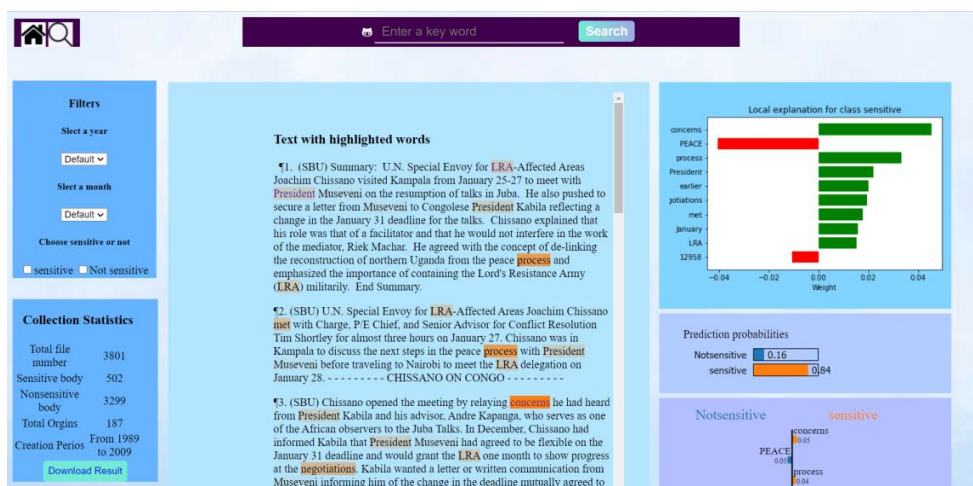 Enter a key word
Search
Filters
Slect a year
Default
Slect a month
Default
Choose sensitive or not
sensitive Not sensitive
Collection Statistics
Total file number 3801
Sensitive body 502
Nonsensitive body 3299
Total Orgins 187
Creation Perios From 1989 to 2009
Download Result
Text with highlighted words
¶1. (SBU) Summary: U.N. Special Envoy for LRA-Affected Areas
Joachim Chissano visited Kampala from January 25-27 to meet with
President Museveni on the resumption of talks in Juba. He also pushed to
secure a letter from Museveni to Congolese President Kabila reflecting a
change in the January 31 deadline for the talks. Chissano explained that
his role was that of a facilitator and that he would not interfere in the work
of the mediator, Riek Machar. He agreed with the concept of de-linking
the reconstruction of northern Uganda from the peace process and
emphasized the importance of containing the Lord's Resistance Army
(LRA) militarily. End Summary.
¶2. (SBU) U.N. Special Envoy for LRA-Affected Areas Joachim Chissano
met with Charge, P/E Chief, and Senior Advisor for Conflict Resolution
Tim Shortley for almost three hours on January 27. Chissano was in
Kampala to discuss the next steps in the peace process with President
Museveni before traveling to Nairobi to meet the LRA delegation on
January 28. - - - - - - - - - CHISSANO ON CONGO - - - - - - - - -
¶3. (SBU) Chissano opened the meeting by relaying concerns he had heard
from President Kabila and his advisor, Andre Kapanga, who serves as one
of the African observers to the Juba Talks. In December, Chissano had
informed Kabila that President Museveni had agreed to be flexible on the
January 31 deadline and would grant the LRA one month to show progress
at the negotiations. Kabila wanted a letter or written communication from
Museveni informing him of the change in the deadline mutually agreed to
Local explanation for class sensitive
concerns
PEACE
process
President
earlier
gotiations
met
January
LRA
12958
−0.04 −0.02 0.00 0.02 0.04
Weight
Prediction probabilities
Notsensitive 0.16
sensitive 0.84
Notsensitive sensitive
concerns
0.05
PEACE
0.05
process
0.04